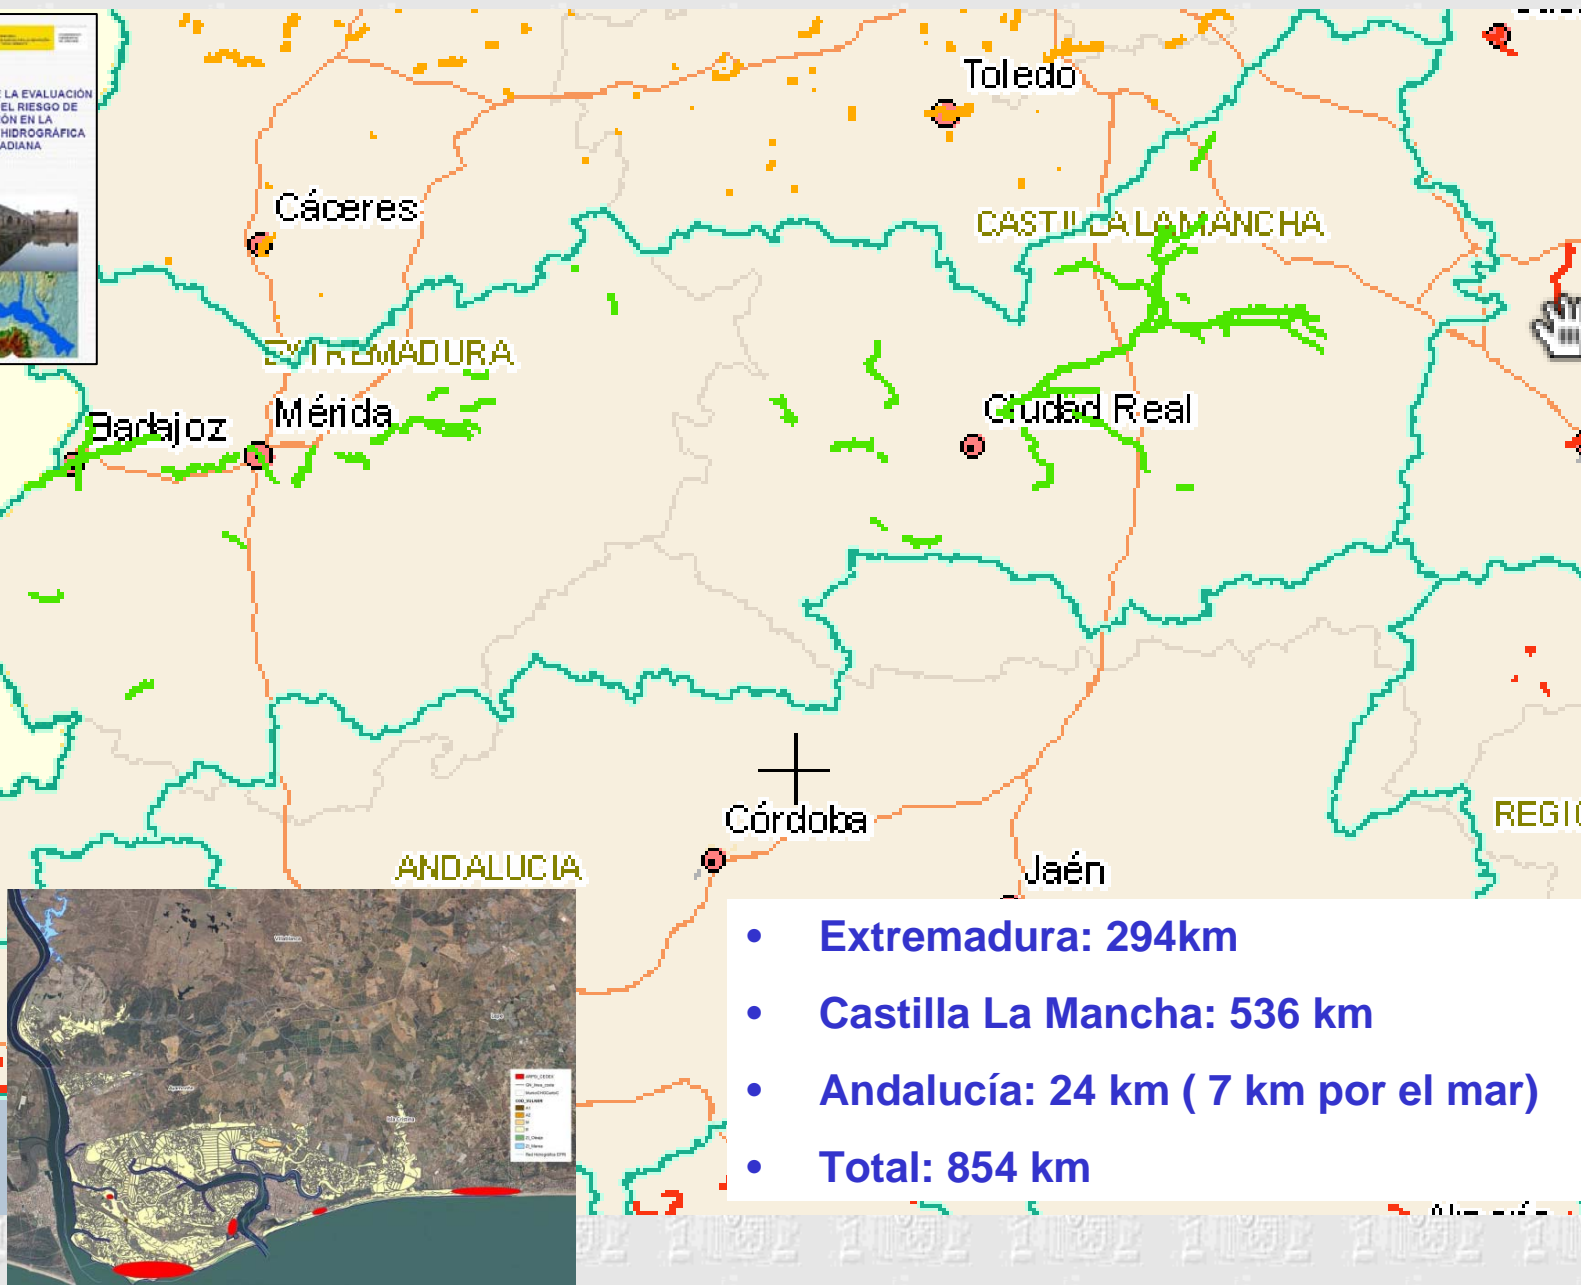 LA EVALUACIÓN
EL RIESGO DE
ÓN EN LA
HIDROGRÁFICA
ADIANA
Toledo
Cáceres
CASTILLA LA MANCHA
EXTREMADURA
Mérida
Badajoz
Ciudad Real
Córdoba
REGIO
ANDALUCIA
Jaén
• Extremadura: 294km
• Castilla La Mancha: 536 km
• Andalucía: 24 km ( 7 km por el mar)
• Total: 854 km